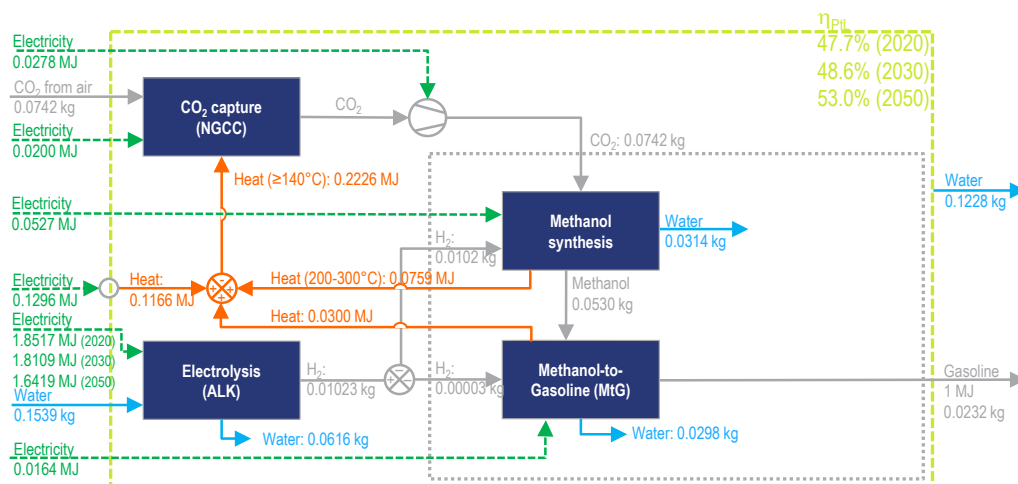 η PtL
47.7% (2020)
48.6% (2030)
53.0% (2050)
Electricity
0.0278 MJ
CO₂ from air
0.0742 kg
Electricity
0.0200 MJ
CO₂ capture
(NGCC)
CO₂
CO₂: 0.0742 kg
Heat (≥140°C): 0.2226 MJ
Water
0.1228 kg
Electricity
0.0527 MJ
Methanol
synthesis
Water
0.0314 kg
H₂:
0.0102 kg
Electricity
0.1296 MJ
Heat:
0.1166 MJ
Heat (200-300°C): 0.0759 MJ
Methanol
0.0530 kg
Heat: 0.0300 MJ
Electricity
1.8517 MJ (2020)
1.8109 MJ (2030)
1.6419 MJ (2050)
Water
0.1539 kg
Electrolysis
(ALK)
H₂:
0.01023 kg
H₂:
0.00003 kg
Methanol-to-
Gasoline (MtG)
Gasoline
1 MJ
0.0232 kg
Water: 0.0616 kg
Water: 0.0298 kg
Electricity
0.0164 MJ